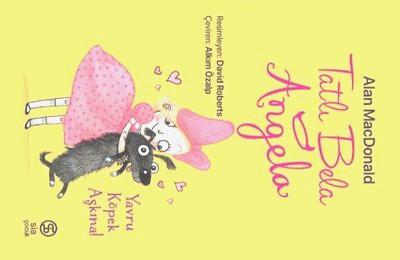 Alan MacDonald
Tatlı Bela
Angela
Resimleyen: David Roberts
Çeviren: Alkım Özalp
Yavru
Köpek
Aşkına!
sia
çocuk